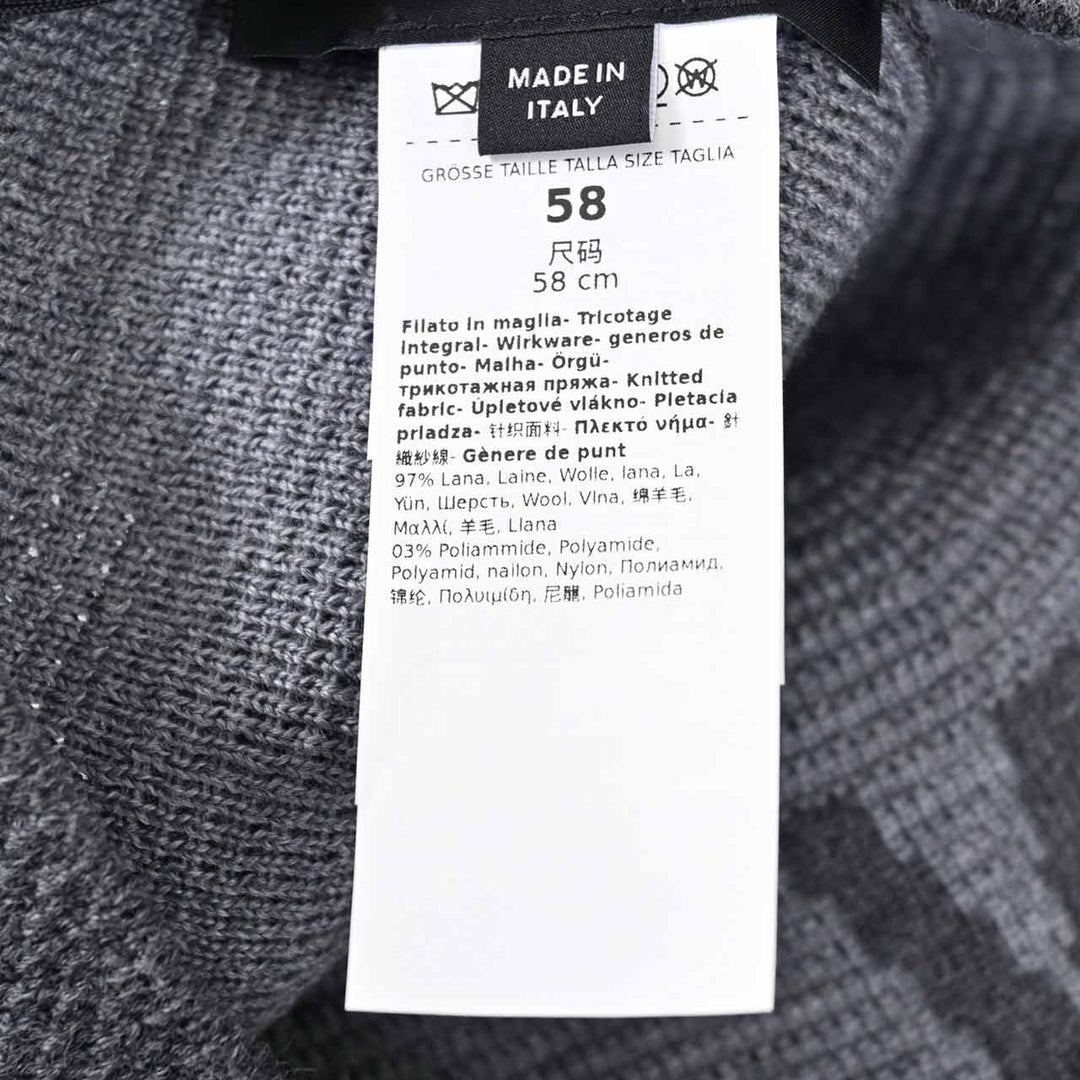 MADE IN
ITALY
GRÖSSE TAILLE TALLA SIZE TAGLIA
58
尺码
58 cm
Filato in maglia- Tricotage
integral- Wirkware- generos de
punto- Malha- Örgü-
трикотажная пряжа- Knitted
fabric- Úpletové vlákno- Pletacia
priadza- 针织面料- Πλεκτό νήμα- 針
織紗線- Gènere de punt
97% Lana, Laine, Wolle, lana, La,
Yün, Шерсть, Wool, Vlna, 绵羊毛,
Μαλλί, 羊毛, Llana
03% Poliammide, Polyamide,
Polyamid, nailon, Nylon, Полиамид,
锦纶, Πολυιμίδη, 尼龍, Poliamida